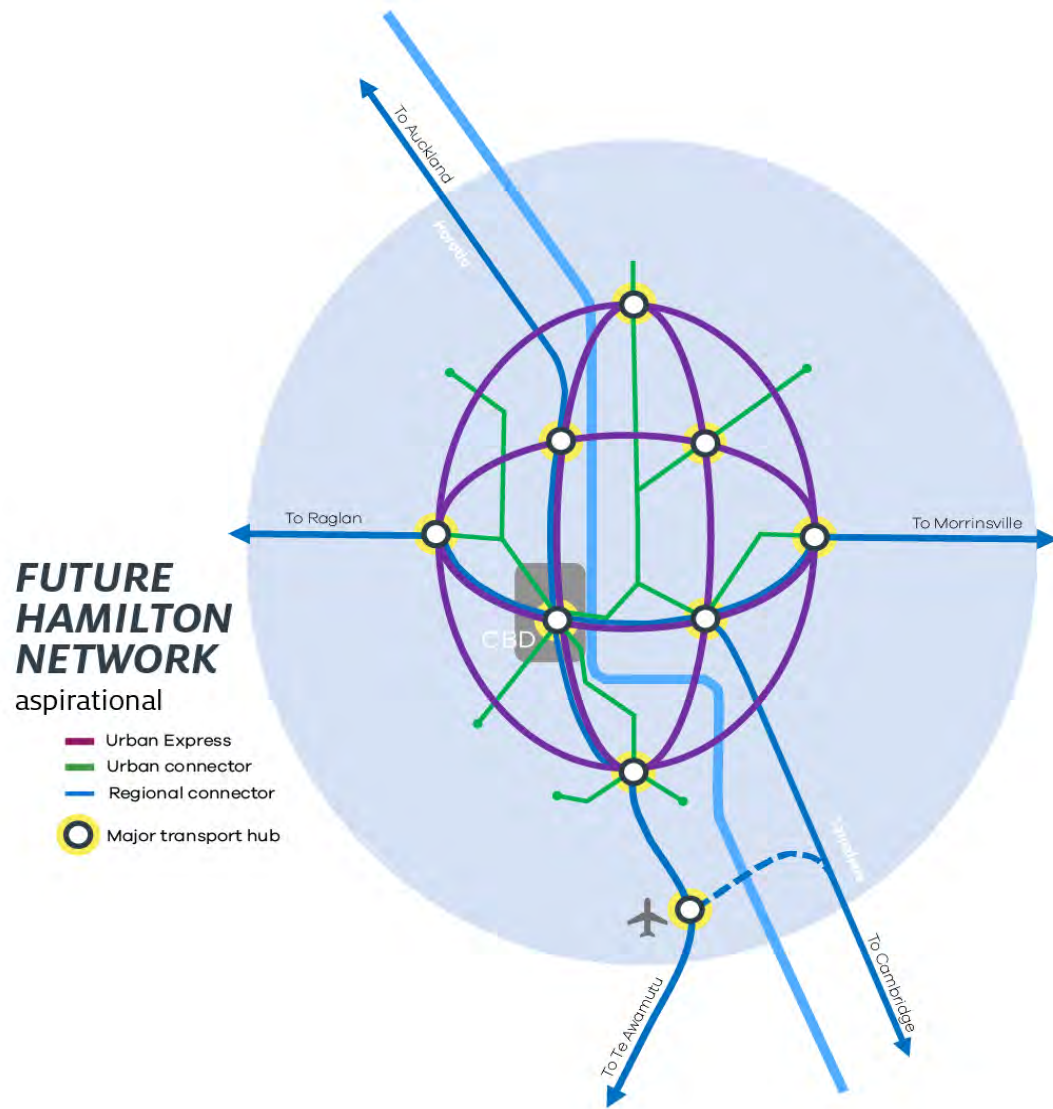 To Auckland
Horotiu
To Raglan
To Morrinsville
FUTURE
HAMILTON
NETWORK
aspirational
CBD
Urban Express
Urban connector
Regional connector
Major transport hub
To Cambridge
To Te Awamutu